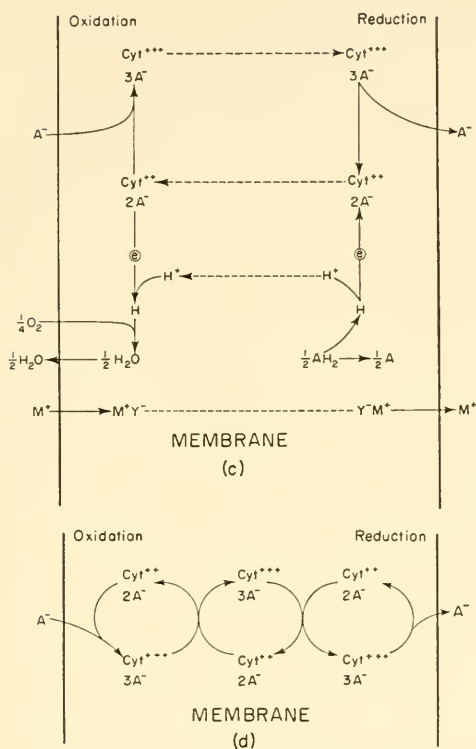 Oxidation Reduction
Cyt+++ Cyt+++
3A⁻ 3A⁻
A⁻ A⁻
Cyt++ Cyt++
2A⁻ 2A⁻
e e
H⁺ H⁺
H H
¼O₂
½H₂O ½H₂O ½AH₂ ½A
M⁺ M⁺Y⁻ Y⁻M⁺ M⁺
MEMBRANE
(c)
Oxidation Reduction
Cyt++ Cyt+++ Cyt++
2A⁻ 3A⁻ 2A⁻
A⁻ A⁻
Cyt+++ Cyt++ Cyt+++
3A⁻ 2A⁻ 3A⁻
MEMBRANE
(d)